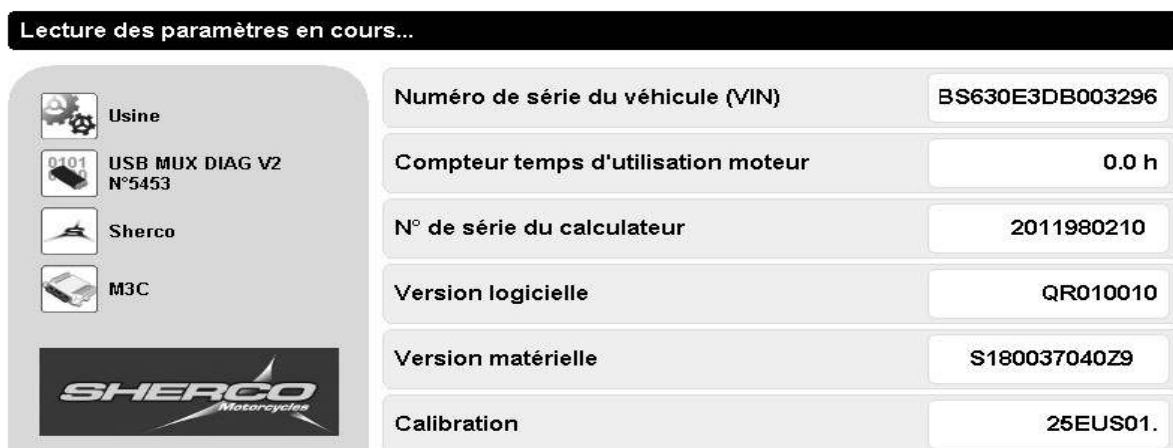 Lecture des paramètres en cours...
Usine
USB MUX DIAG V2
N°5453
Sherco
M3C
SHERCO
Motorcycles
Numéro de série du véhicule (VIN) BS630E3DB003296
Compteur temps d'utilisation moteur 0.0 h
N° de série du calculateur 2011980210
Version logicielle QR010010
Version matérielle S180037040Z9
Calibration 25EUS01.